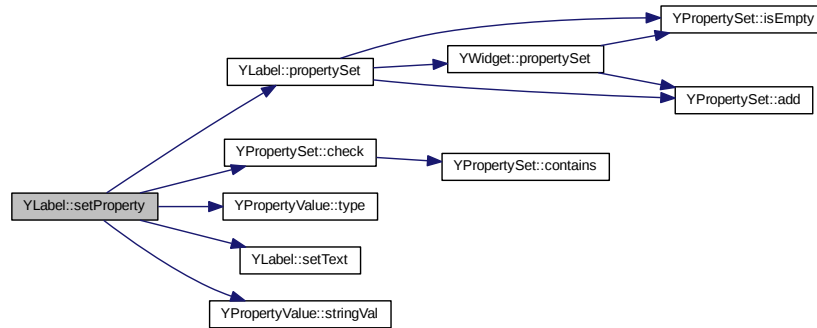 YPropertySet::isEmpty
YLabel::propertySet
YWidget::propertySet
YPropertySet::add
YPropertySet::check
YPropertySet::contains
YLabel::setProperty
YPropertyValue::type
YLabel::setText
YPropertyValue::stringVal